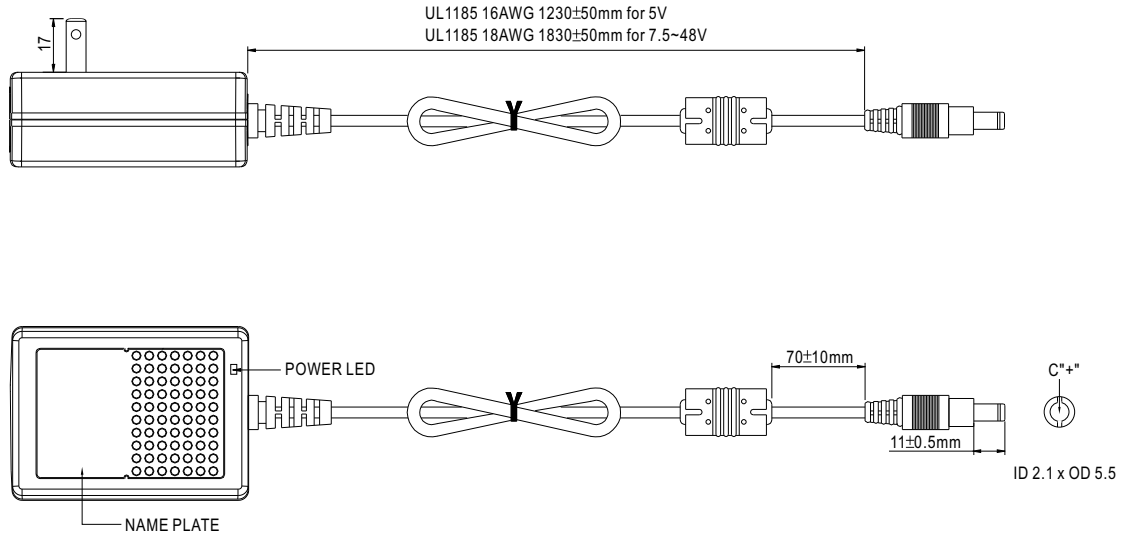 UL1185 16AWG 1230±50mm for 5V
UL1185 18AWG 1830±50mm for 7.5~48V
17
POWER LED
70±10mm
C"+"
11±0.5mm
ID 2.1 x OD 5.5
NAME PLATE